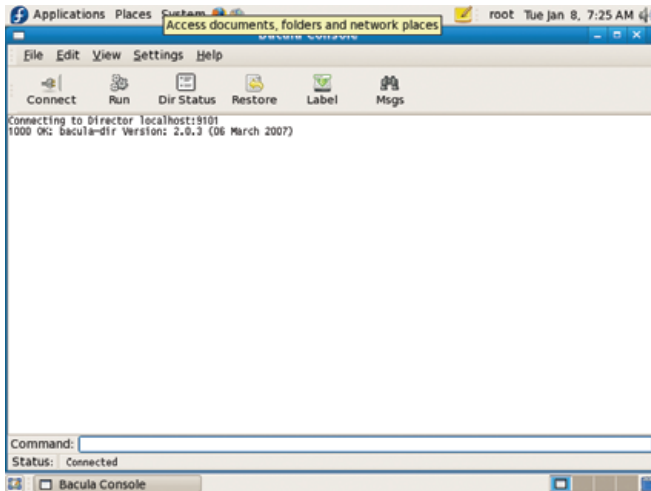 Applications Places System
Access documents, folders and network places
root Tue Jan 8, 7:25 AM
Bacula Console
File Edit View Settings Help
Connect Run Dir Status Restore Label Msgs
Connecting to Director localhost:9101
1000 OK: bacula-dir Version: 2.0.3 (06 March 2007)
Command:
Status: Connected
Bacula Console